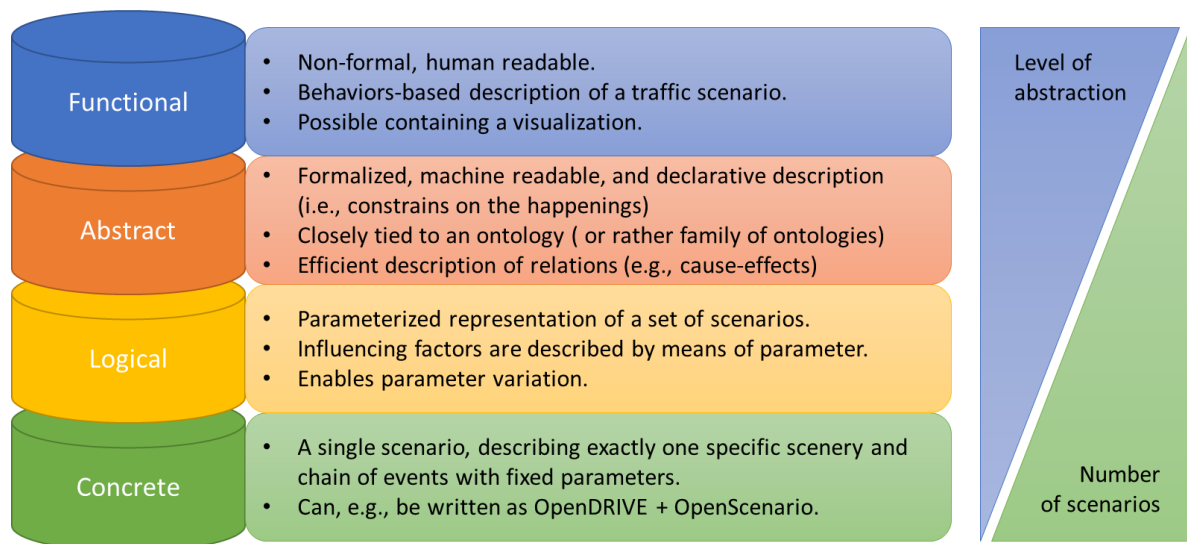 Functional
• Non-formal, human readable.
• Behaviors-based description of a traffic scenario.
• Possible containing a visualization.
Abstract
• Formalized, machine readable, and declarative description
(i.e., constrains on the happenings)
• Closely tied to an ontology ( or rather family of ontologies)
• Efficient description of relations (e.g., cause-effects)
Logical
• Parameterized representation of a set of scenarios.
• Influencing factors are described by means of parameter.
• Enables parameter variation.
Concrete
• A single scenario, describing exactly one specific scenery and
chain of events with fixed parameters.
• Can, e.g., be written as OpenDRIVE + OpenScenario.
Level of
abstraction
Number
of scenarios